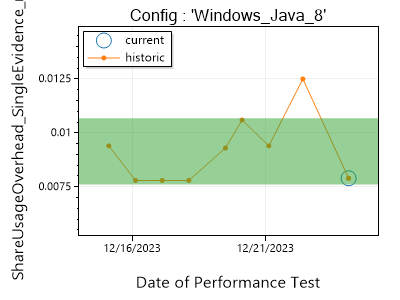 Config : 'Windows_Java_8'
current
historic
0.0125
0.01
0.0075
ShareUsageOverhead_SingleEvidence_
12/16/2023
12/21/2023
Date of Performance Test